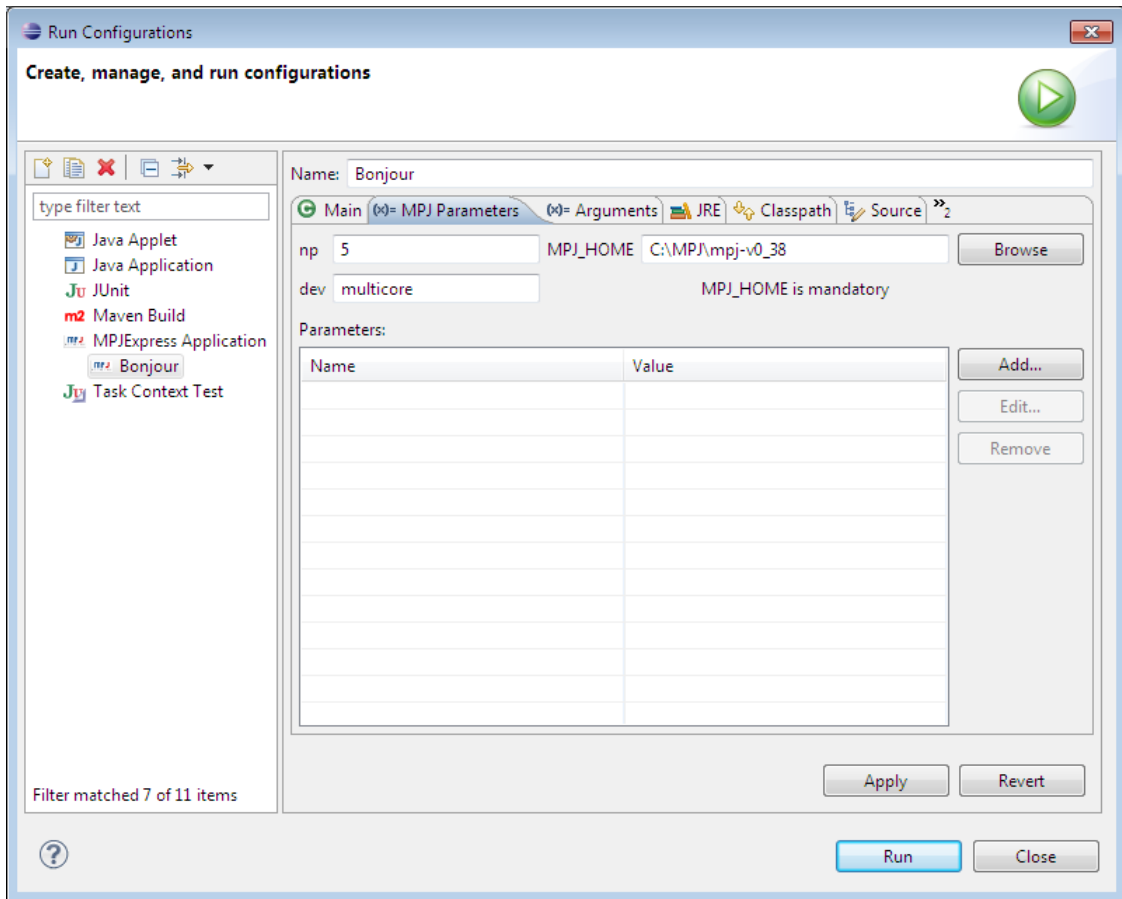 Run Configurations
Create, manage, and run configurations
type filter text
Java Applet
Java Application
Ju JUnit
m2 Maven Build
MPJExpress Application
Bonjour
Ju Task Context Test
Filter matched 7 of 11 items
Name: Bonjour
Main (x)= MPJ Parameters (x)= Arguments JRE Classpath Source »2
np 5 MPJ_HOME C:\MPJ\mpj-v0_38 Browse
dev multicore MPJ_HOME is mandatory
Parameters:
Name Value Add...
Edit...
Remove
Apply Revert
Run Close